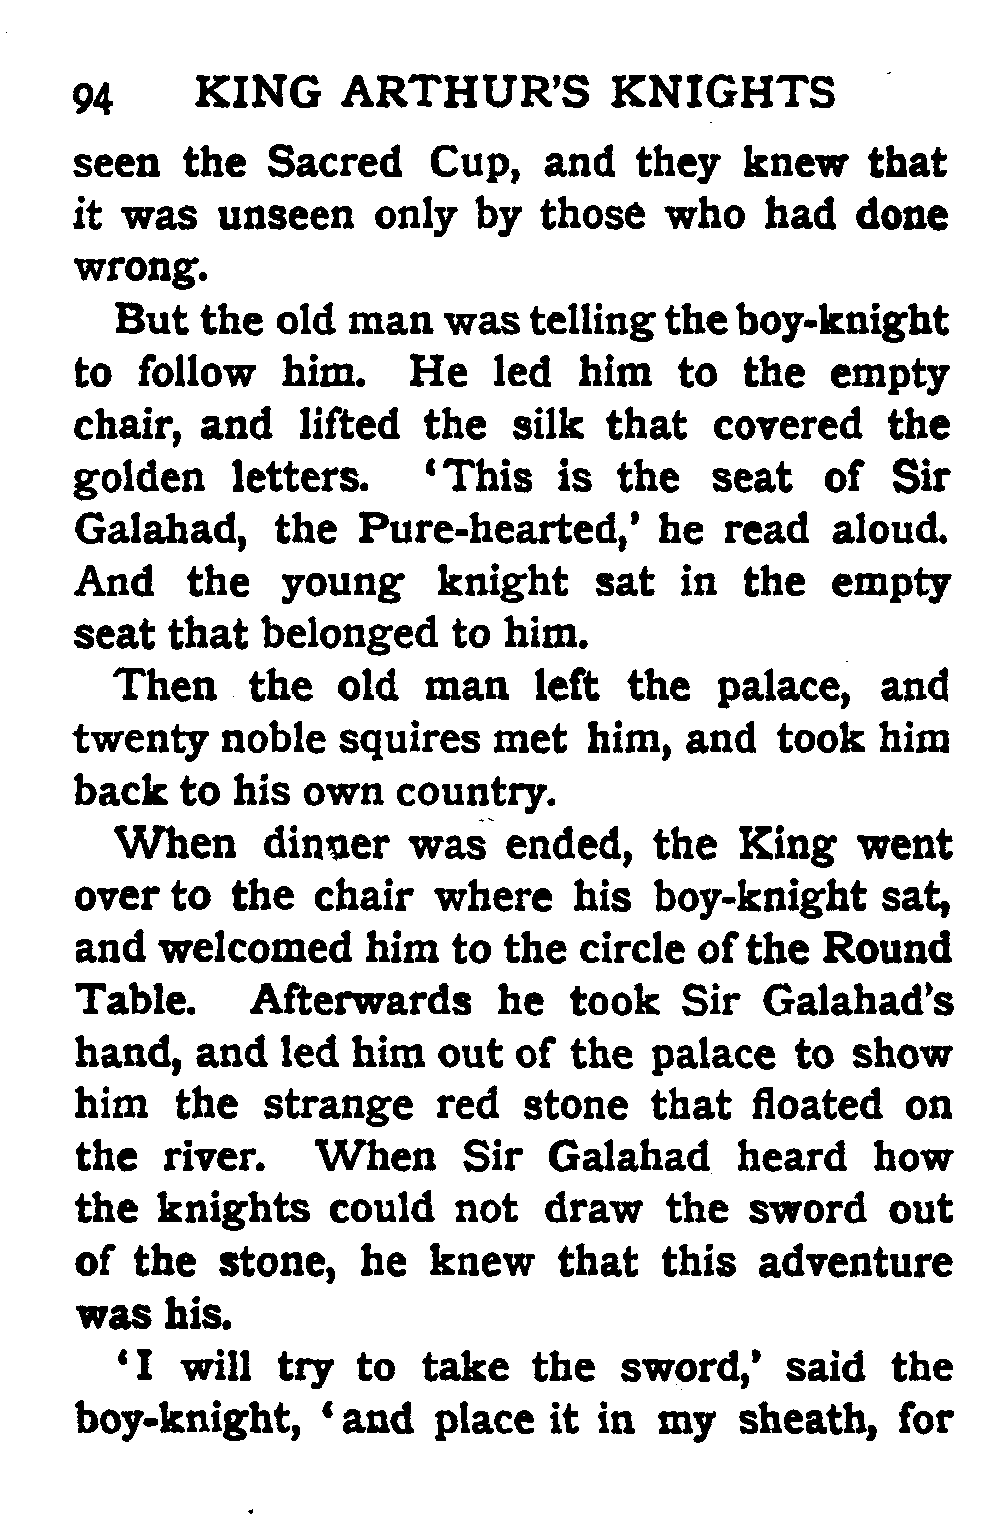 94 KING ARTHUR'S KNIGHTS
seen the Sacred Cup, and they knew that
it was unseen only by those who had done
wrong.
But the old man was telling the boy-knight
to follow him. He led him to the empty
chair, and lifted the silk that covered the
golden letters. ‘This is the seat of Sir
Galahad, the Pure-hearted,’ he read aloud.
And the young knight sat in the empty
seat that belonged to him.
Then the old man left the palace, and
twenty noble squires met him, and took him
back to his own country.
When dinner was ended, the King went
over to the chair where his boy-knight sat,
and welcomed him to the circle of the Round
Table. Afterwards he took Sir Galahad's
hand, and led him out of the palace to show
him the strange red stone that floated on
the river. When Sir Galahad heard how
the knights could not draw the sword out
of the stone, he knew that this adventure
was his.
‘I will try to take the sword,’ said the
boy-knight, ‘and place it in my sheath, for